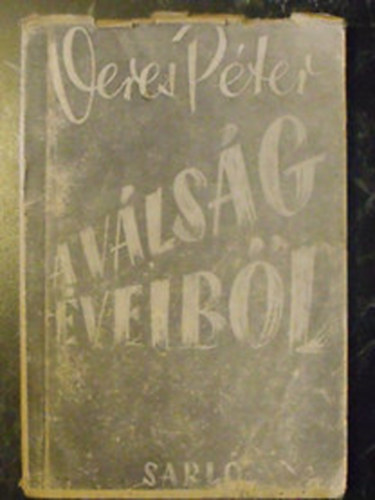 Veres Péter
A VÁLSÁG
ÉVEIBŐL
SARLÓ